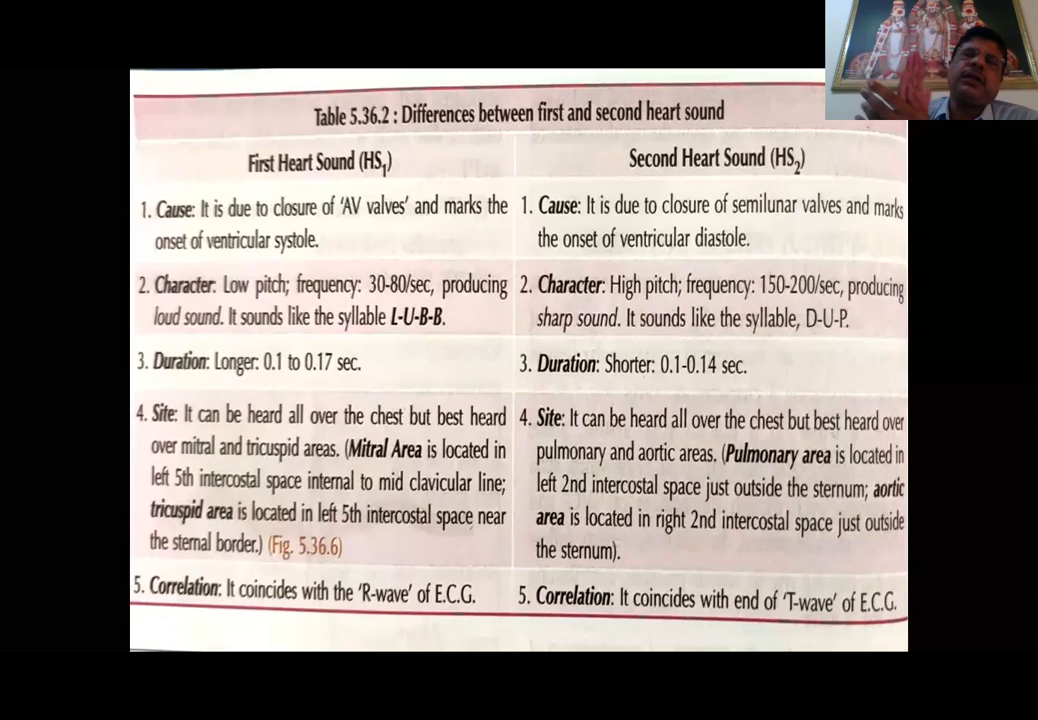 Table 5.36.2 : Differences between first and second heart sound
First Heart Sound (HS₁)
1. Cause: It is due to closure of 'AV valves' and marks the
onset of ventricular systole.
2. Character: Low pitch; frequency: 30-80/sec, producing
loud sound. It sounds like the syllable L-U-B-B.
3. Duration: Longer: 0.1 to 0.17 sec.
4. Site: It can be heard all over the chest but best heard
over mitral and tricuspid areas. (Mitral Area is located in
left 5th intercostal space internal to mid clavicular line;
tricuspid area is located in left 5th intercostal space near
the sternal border.) (Fig. 5.36.6)
5. Correlation: It coincides with the 'R-wave' of E.C.G.
Second Heart Sound (HS₂)
1. Cause: It is due to closure of semilunar valves and marks
the onset of ventricular diastole.
2. Character: High pitch; frequency: 150-200/sec, producing
sharp sound. It sounds like the syllable, D-U-P.
3. Duration: Shorter: 0.1-0.14 sec.
4. Site: It can be heard all over the chest but best heard over
pulmonary and aortic areas. (Pulmonary area is located in
left 2nd intercostal space just outside the sternum; aortic
area is located in right 2nd intercostal space just outside
the sternum).
5. Correlation: It coincides with end of 'T-wave' of E.C.G.